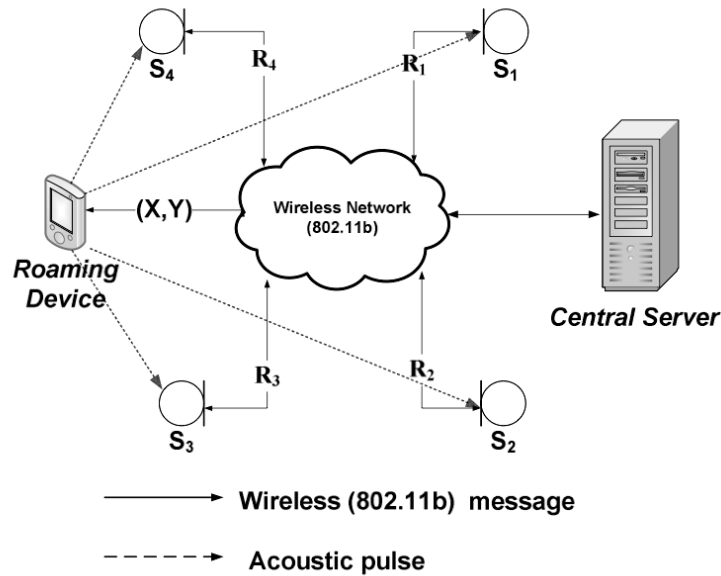 S4
R4
R1
S1
Wireless Network
(802.11b)
(X,Y)
Roaming
Device
Central Server
R3
R2
S3
S2
Wireless (802.11b) message
Acoustic pulse